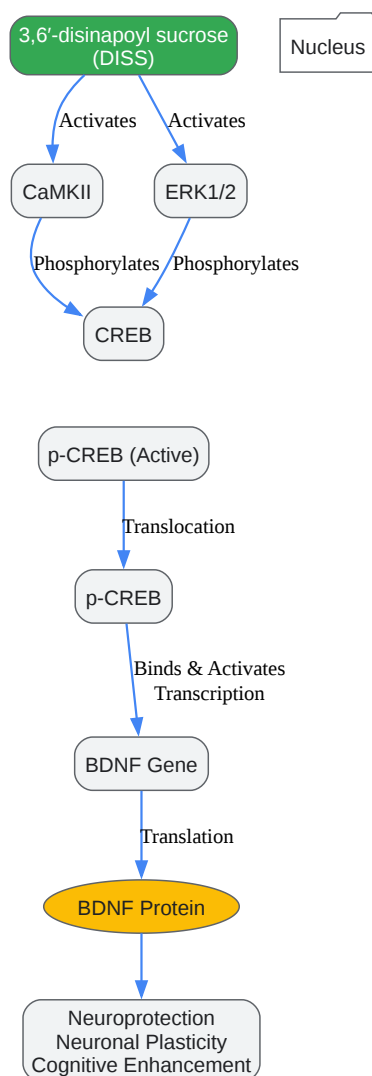 3,6′-disinapoyl sucrose
(DISS)
Nucleus
Activates
Activates
CaMKII
ERK1/2
Phosphorylates
Phosphorylates
CREB
p-CREB (Active)
Translocation
p-CREB
Binds & Activates
Transcription
BDNF Gene
Translation
BDNF Protein
Neuroprotection
Neuronal Plasticity
Cognitive Enhancement